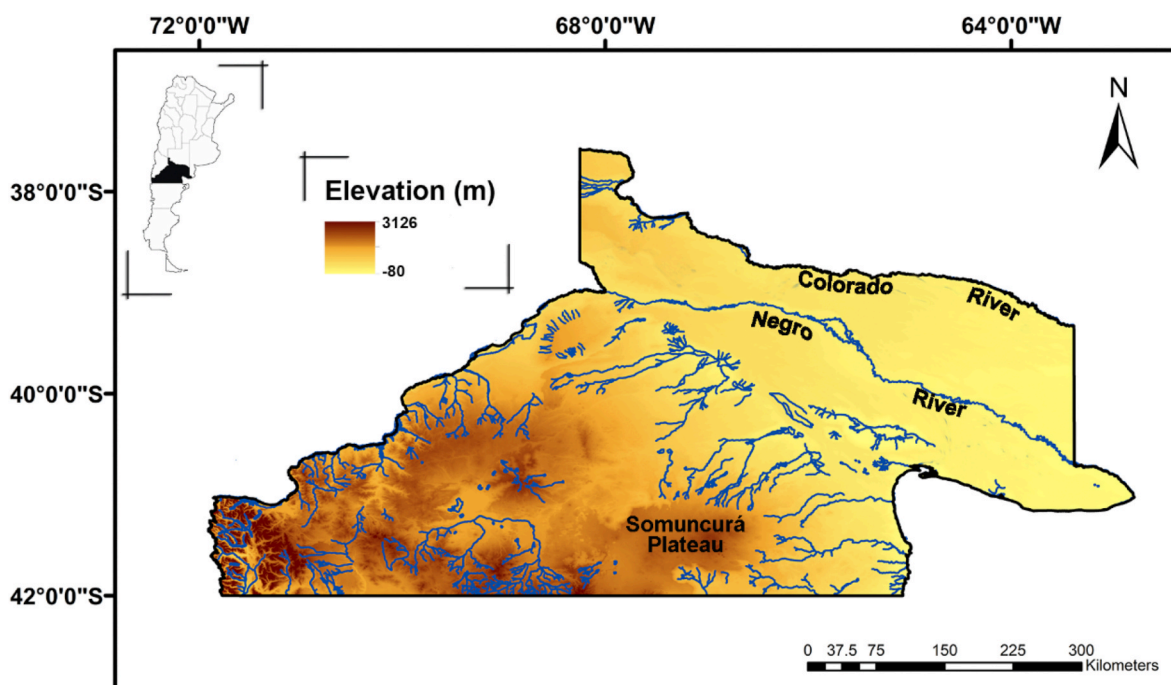 72°0'0"W 68°0'0"W 64°0'0"W
N
38°0'0"S
Elevation (m)
3126
-80
Colorado River
Negro River
40°0'0"S
Somuncurá
Plateau
42°0'0"S
0 37.5 75 150 225 300
Kilometers